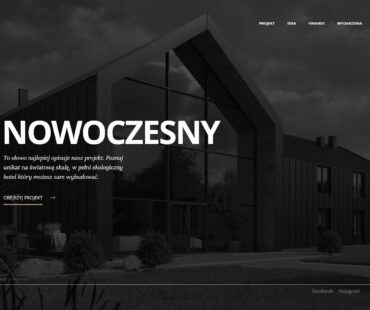 PROJEKT IDEA FINANSE WYDARZENIA
NOWOCZESNY
To słowo najlepiej opisuje nasz projekt. Poznaj
unikat na światową skalę, w pełni ekologiczny
hotel który możesz sam wybudować.
OBEJRZYJ PROJEKT →
Facebook Instagram